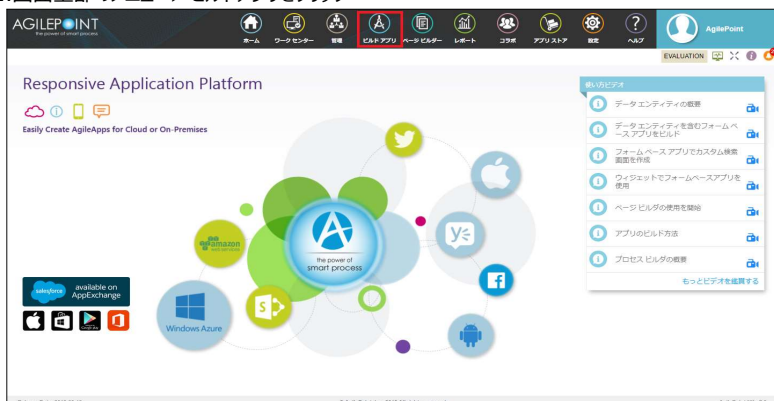 AGILEPOINT
the power of smart process
ホーム
ワークセンター
管理
ビルド アプリ
ページ ビルダー
レポート
コラボ
アプリ ストア
設定
ヘルプ
AgilePoint
EVALUATION
Responsive Application Platform
Easily Create AgileApps for Cloud or On-Premises
使い方ビデオ
データ エンティティの概要
データ エンティティを含むフォーム ベ
ース アプリをビルド
フォーム ベース アプリでカスタム検索
画面を作成
ウィジェットでフォームベースアプリを
使用
ページ ビルダの使用を開始
アプリのビルド方法
プロセス ビルダの概要
もっとビデオを鑑賞する
amazon
web services
the power of
smart process
salesforce
available on
AppExchange
Windows Azure